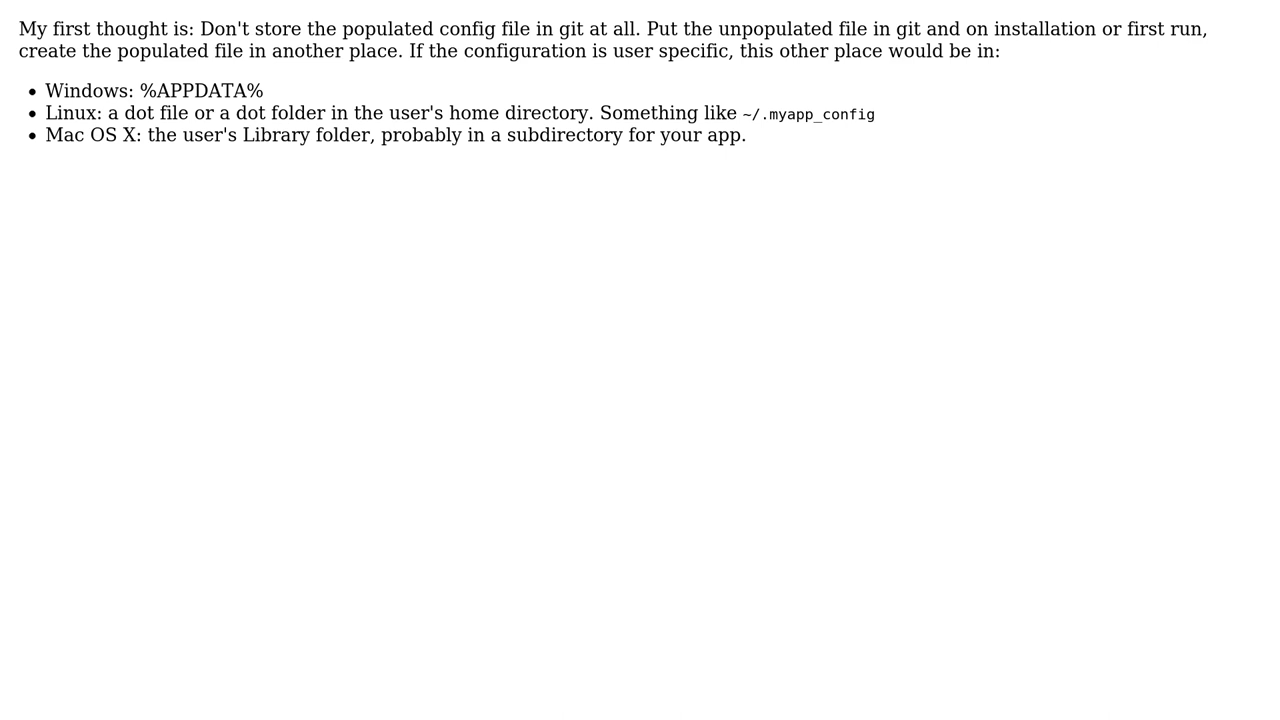 My first thought is: Don't store the populated config file in git at all. Put the unpopulated file in git and on installation or first run,
create the populated file in another place. If the configuration is user specific, this other place would be in:
• Windows: %APPDATA%
• Linux: a dot file or a dot folder in the user's home directory. Something like ~/.myapp_config
• Mac OS X: the user's Library folder, probably in a subdirectory for your app.